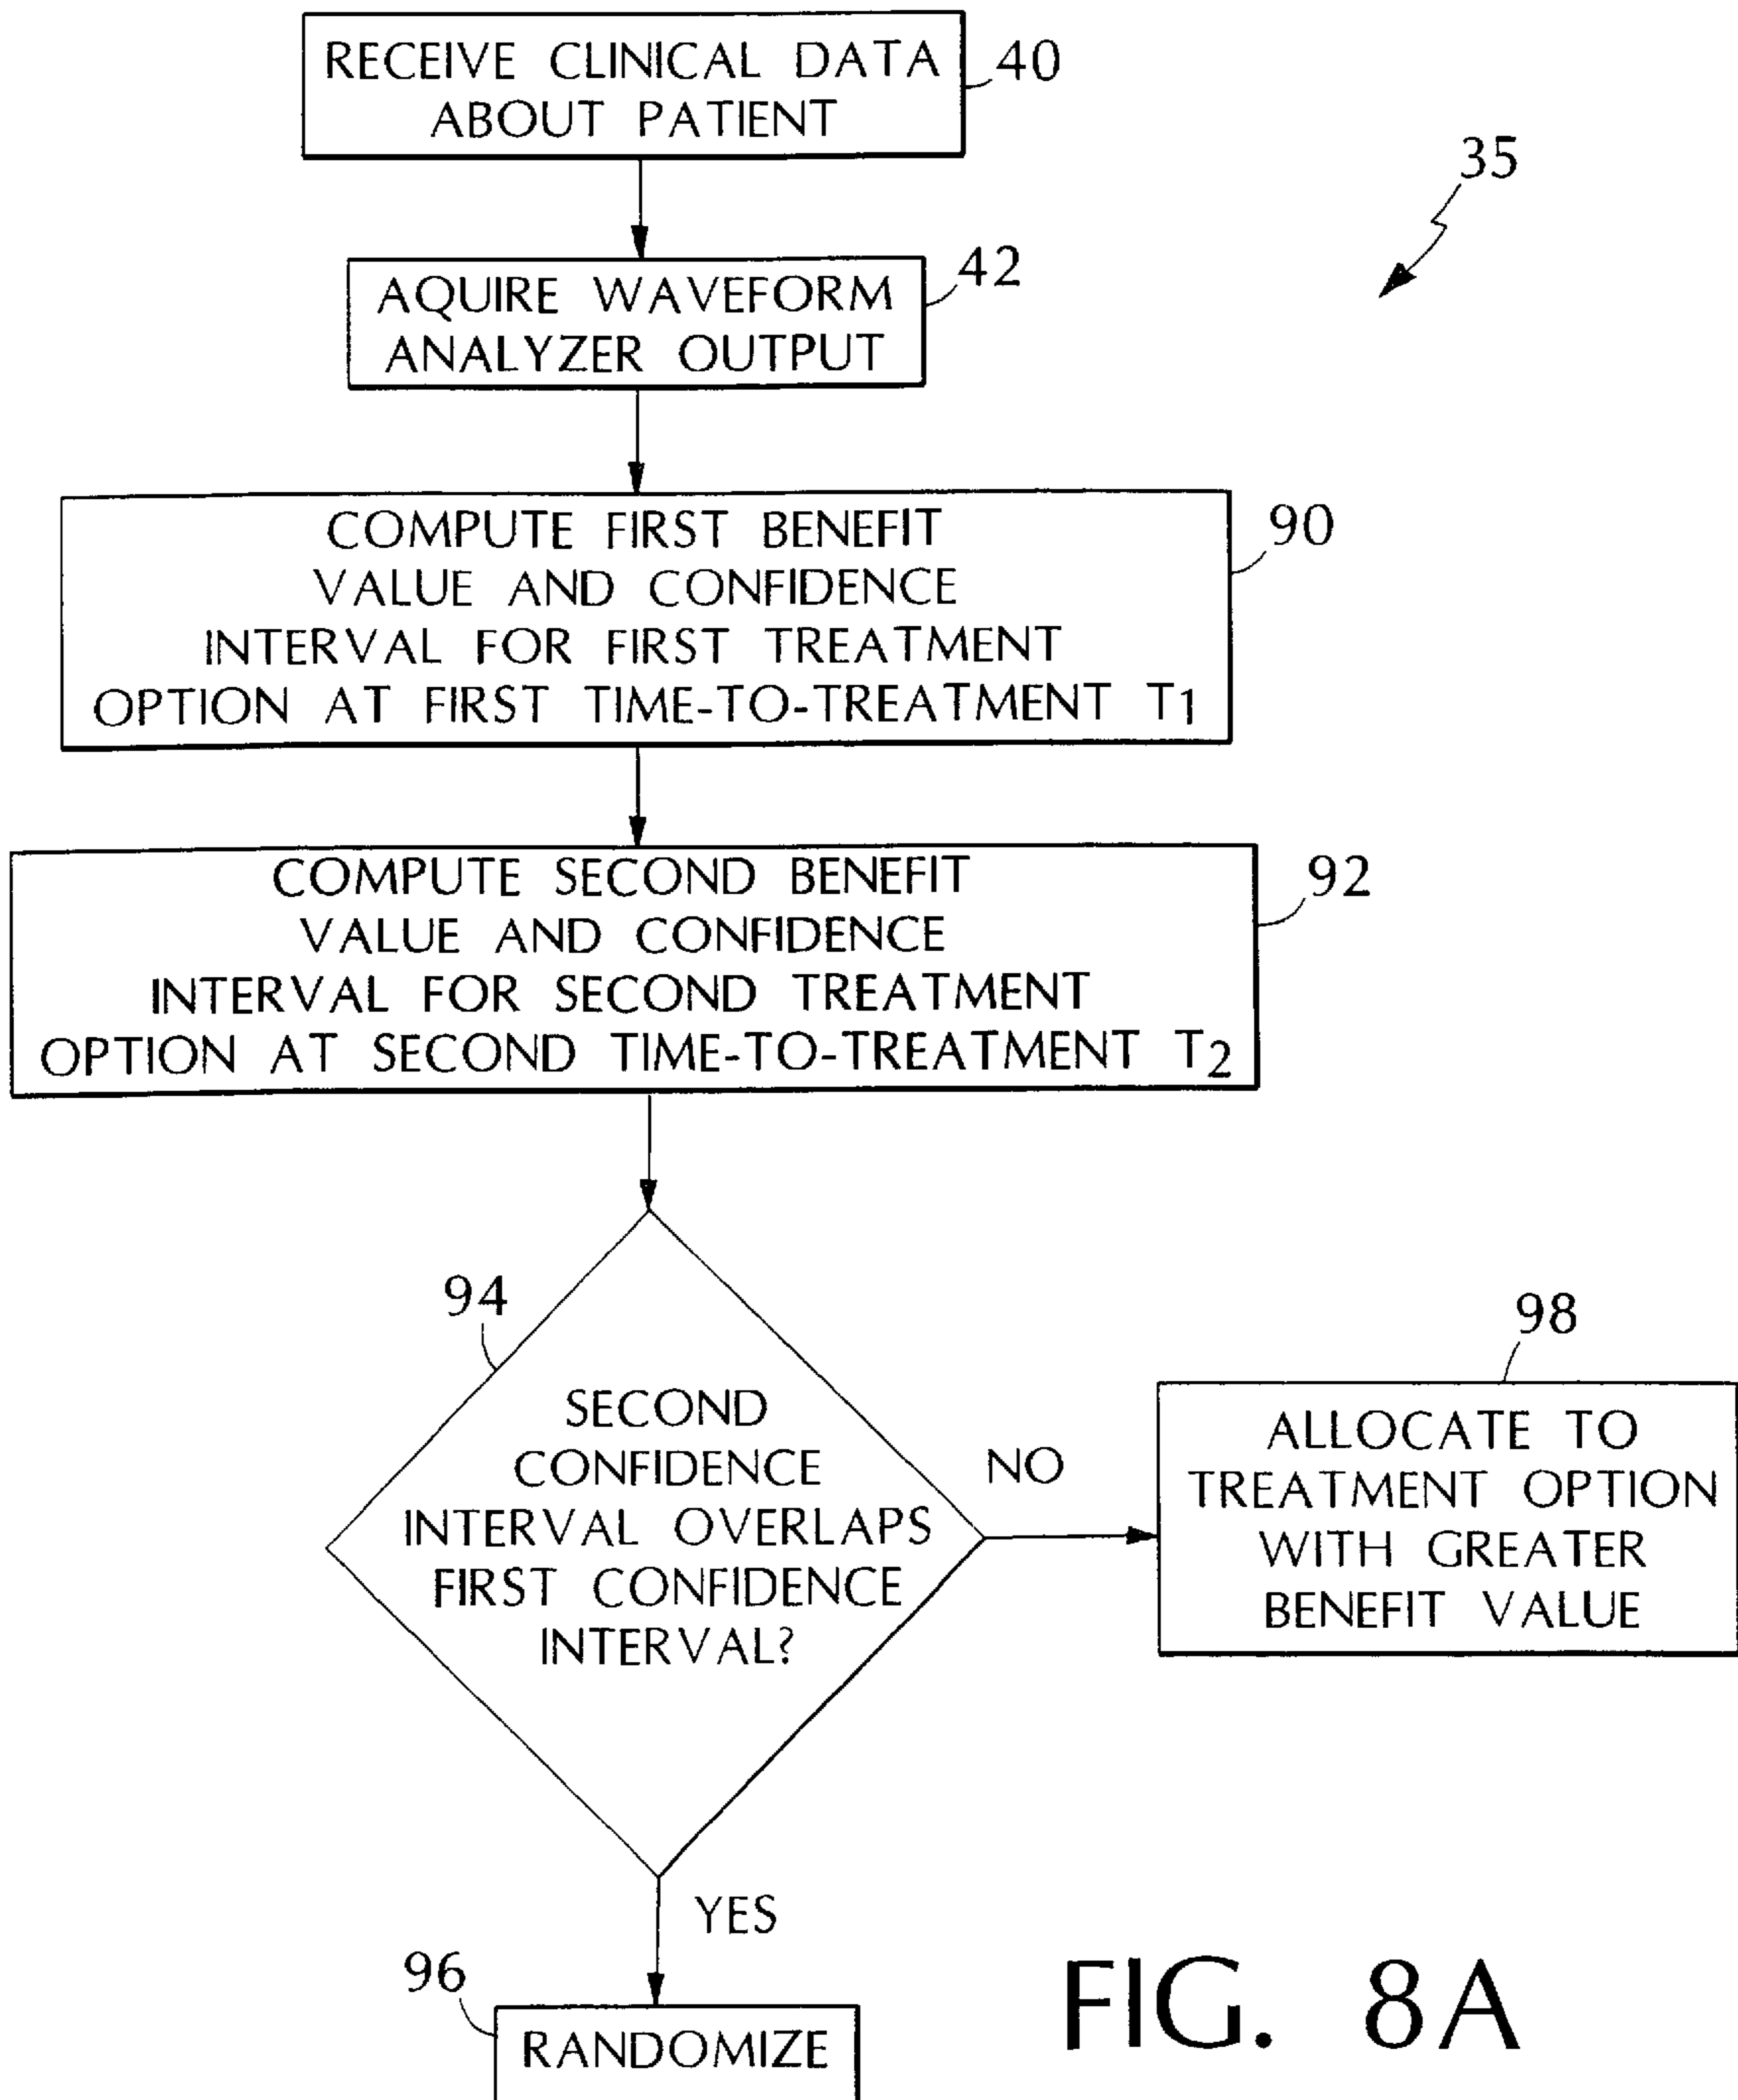 RECEIVE CLINICAL DATA
ABOUT PATIENT
40
35
AQUIRE WAVEFORM
ANALYZER OUTPUT
42
COMPUTE FIRST BENEFIT
VALUE AND CONFIDENCE
INTERVAL FOR FIRST TREATMENT
OPTION AT FIRST TIME-TO-TREATMENT T1
90
COMPUTE SECOND BENEFIT
VALUE AND CONFIDENCE
INTERVAL FOR SECOND TREATMENT
OPTION AT SECOND TIME-TO-TREATMENT T2
92
94
SECOND
CONFIDENCE
INTERVAL OVERLAPS
FIRST CONFIDENCE
INTERVAL?
NO
98
ALLOCATE TO
TREATMENT OPTION
WITH GREATER
BENEFIT VALUE
YES
96
RANDOMIZE
FIG. 8A